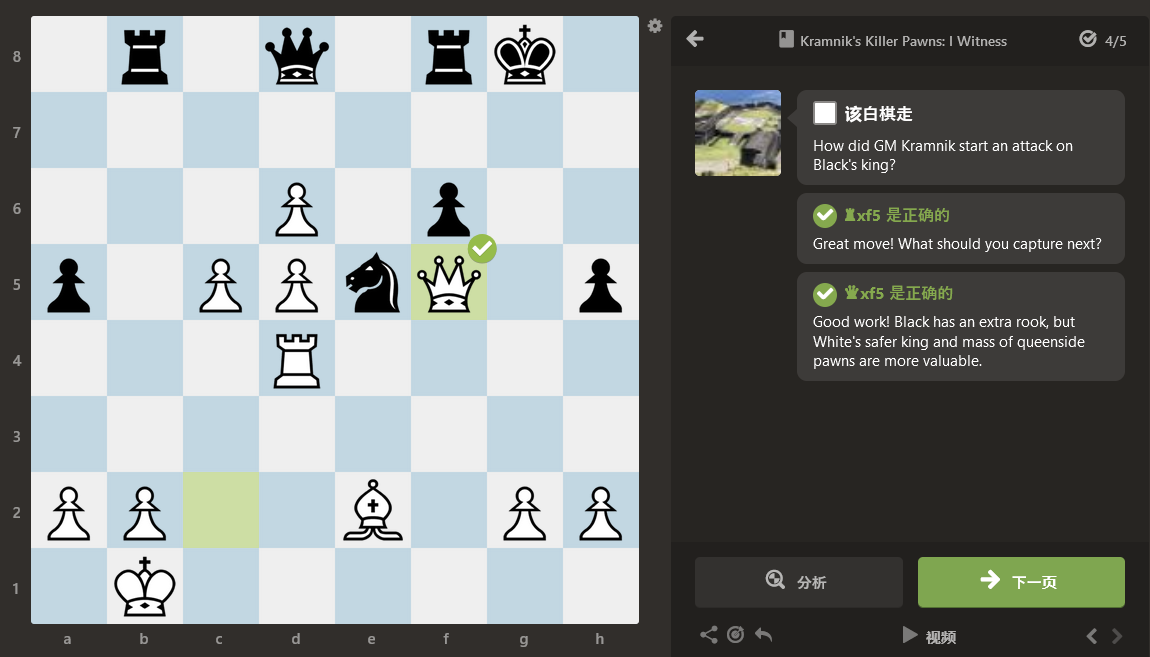 Kramnik's Killer Pawns: I Witness
4/5
该白棋走
How did GM Kramnik start an attack on
Black's king?
xf5 是正确的
Great move! What should you capture next?
xf5 是正确的
Good work! Black has an extra rook, but
White's safer king and mass of queenside
pawns are more valuable.
分析
下一页
视频
8
7
6
5
4
3
2
1
a b c d e f g h